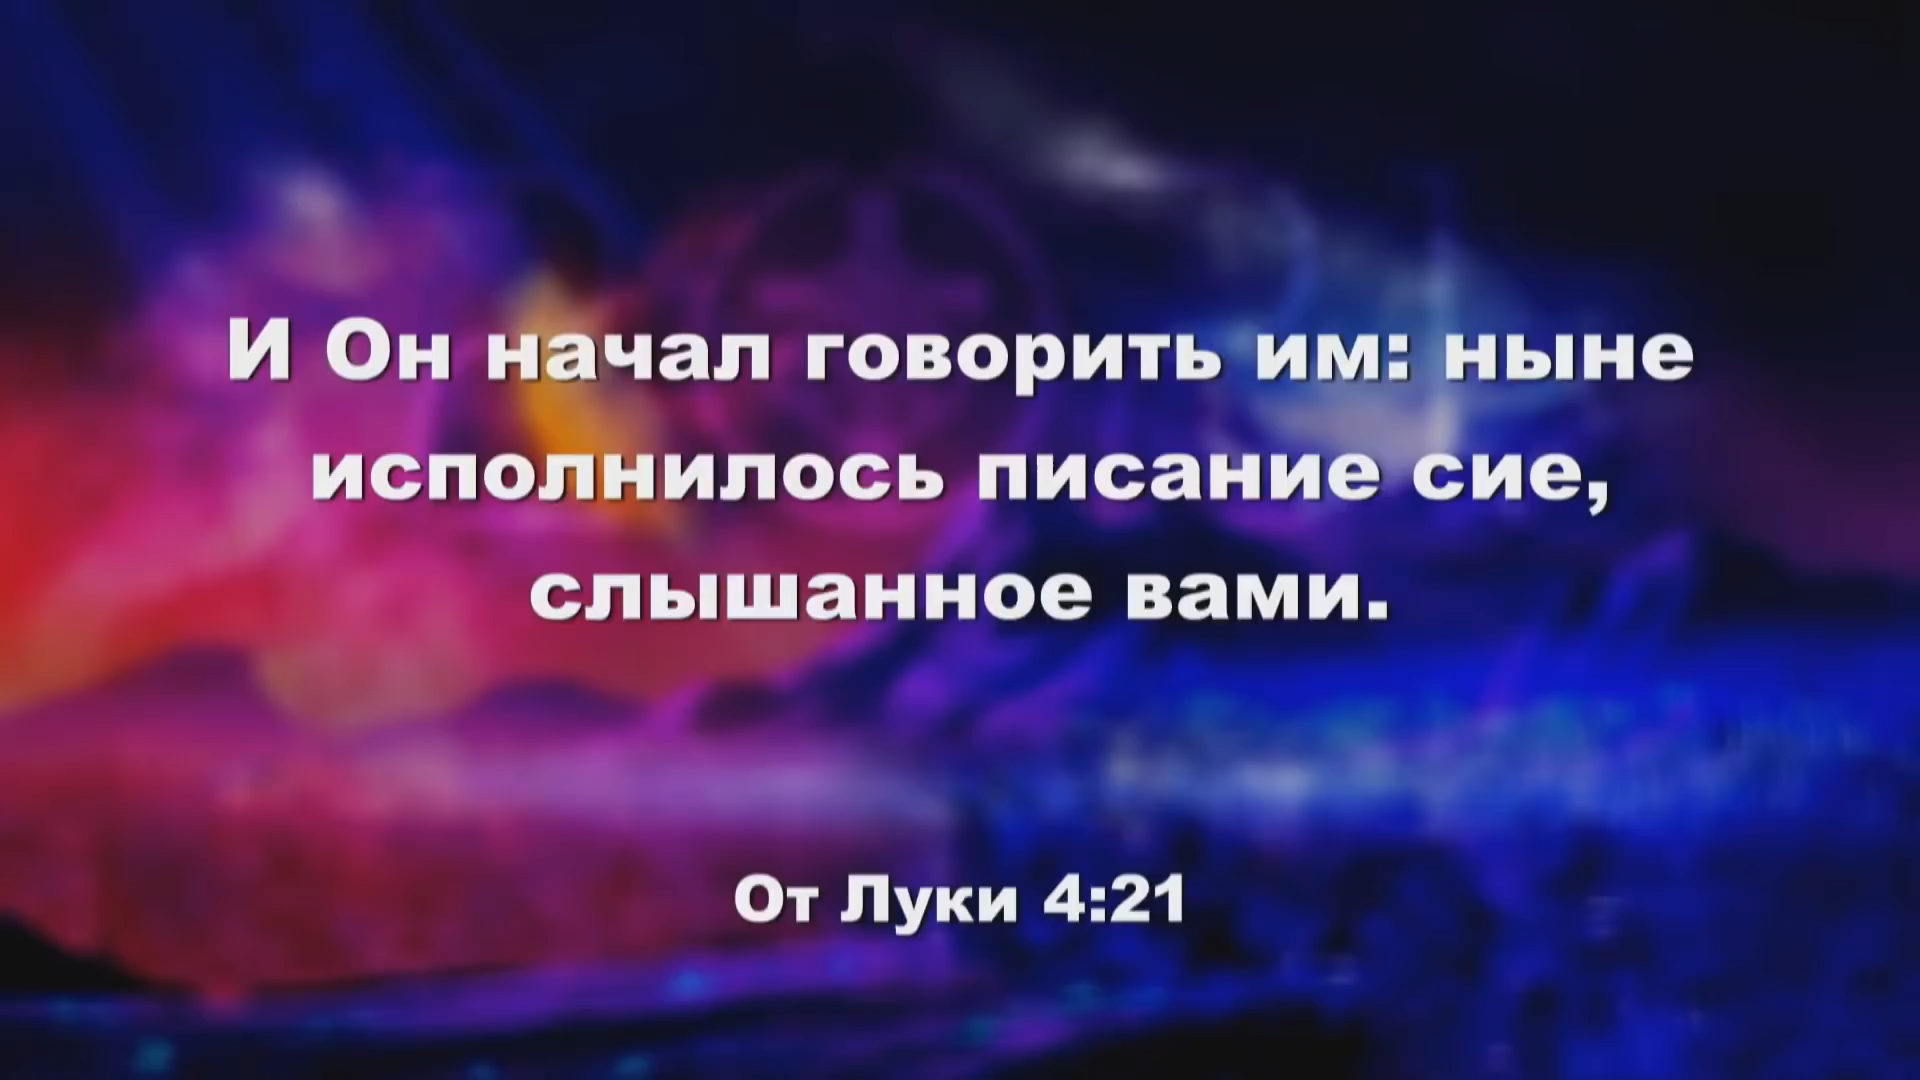 И Он начал говорить им: ныне
исполнилось писание сие,
слышанное вами.
От Луки 4:21